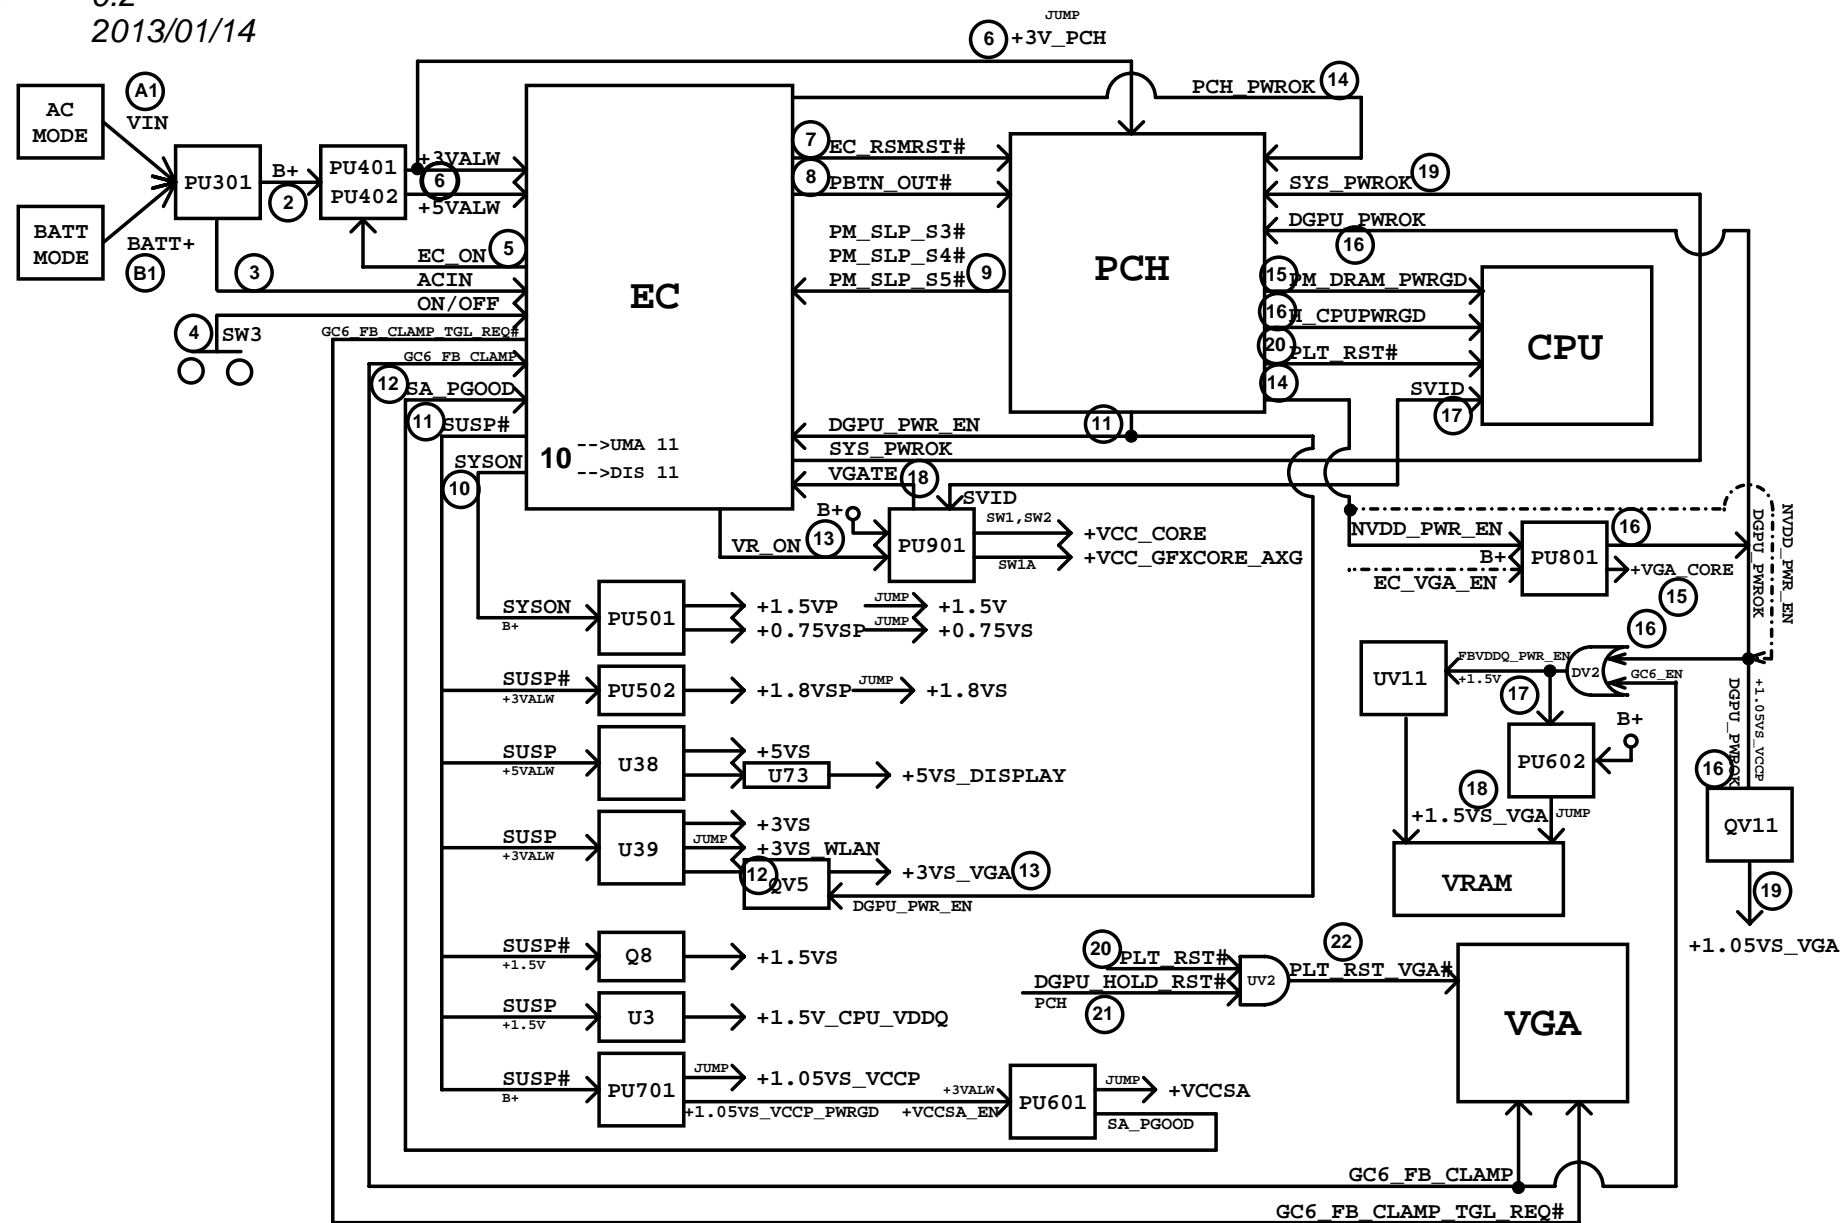 2013/01/14
JUMP
6 +3V_PCH
PCH_PWROK 14
AC
MODE
A1
VIN
BATT
MODE
BATT+
B1
PU301
B+
2
PU401
PU402
+3VALW
6
+5VALW
EC_ON 5
3 ACIN
ON/OFF
4 SW3
GC6_FB_CLAMP_TGL_REQ#
GC6_FB_CLAMP
12 SA_PGOOD
11 SUSP#
SYSON
10
EC
10 -->UMA 11
-->DIS 11
7 EC_RSMRST#
8 PBTN_OUT#
PM_SLP_S3#
PM_SLP_S4#
PM_SLP_S5# 9
PCH
SYS_PWROK 19
DGPU_PWROK
16
15 PM_DRAM_PWRGD
16 H_CPUPWRGD
20 PLT_RST#
14
CPU
SVID
17
DGPU_PWR_EN 11
SYS_PWROK
VGATE 18
SVID
VR_ON 13
B+
PU901
SW1,SW2
+VCC_CORE
SW1A
+VCC_GFXCORE_AXG
NVDD_PWR_EN
B+
EC_VGA_EN
PU801
16
+VGA_CORE
15
DGPU_PWROK
NVDD_PWR_EN
SYSON
B+
PU501
+1.5VP JUMP +1.5V
+0.75VSP JUMP +0.75VS
SUSP#
+3VALW
PU502
+1.8VSP JUMP +1.8VS
SUSP
+5VALW
U38
+5VS
U73
+5VS_DISPLAY
SUSP
+3VALW
U39
+3VS
JUMP
+3VS_WLAN
12 QV5
+3VS_VGA 13
DGPU_PWR_EN
SUSP#
+1.5V
Q8
+1.5VS
SUSP
+1.5V
U3
+1.5V_CPU_VDDQ
SUSP#
B+
PU701
JUMP
+1.05VS_VCCP
+1.05VS_VCCP_PWRGD
+3VALW
+VCCSA_EN
PU601
JUMP
+VCCSA
SA_PGOOD
UV11
FBVDDQ_PWR_EN
+1.5V
DV2
16
GC6_EN
17
B+
PU602
18
+1.5VS_VGA JUMP
VRAM
DGPU_PWROK
+1.05VS_VCCP
16
QV11
19
+1.05VS_VGA
20 PLT_RST#
DGPU_HOLD_RST#
PCH
21
UV2
22
PLT_RST_VGA#
VGA
GC6_FB_CLAMP
GC6_FB_CLAMP_TGL_REQ#